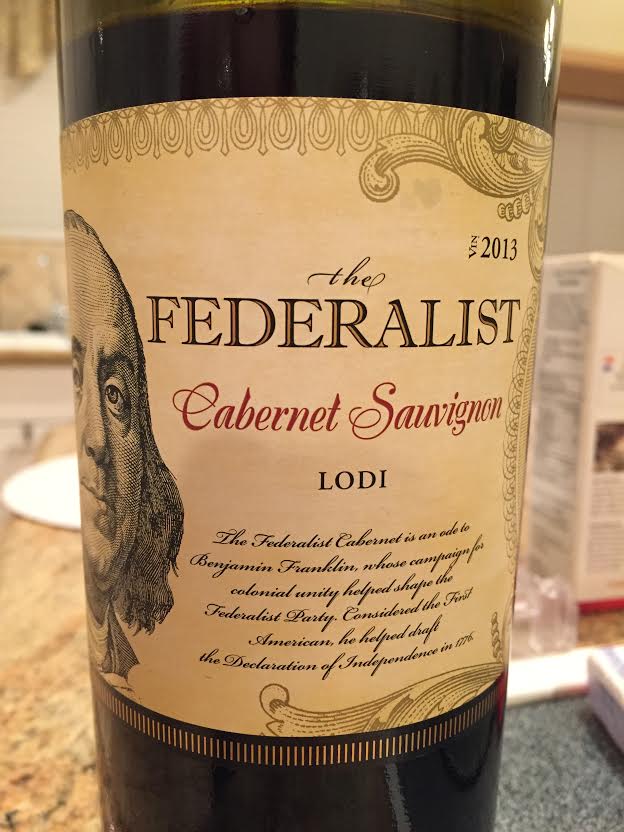 VIN 2013
the
FEDERALIST
Cabernet Sauvignon
LODI
The Federalist Cabernet is an ode to
Benjamin Franklin, whose campaign for
colonial unity helped shape the
Federalist Party. Considered the First
American, he helped draft
the Declaration of Independence in 1776.